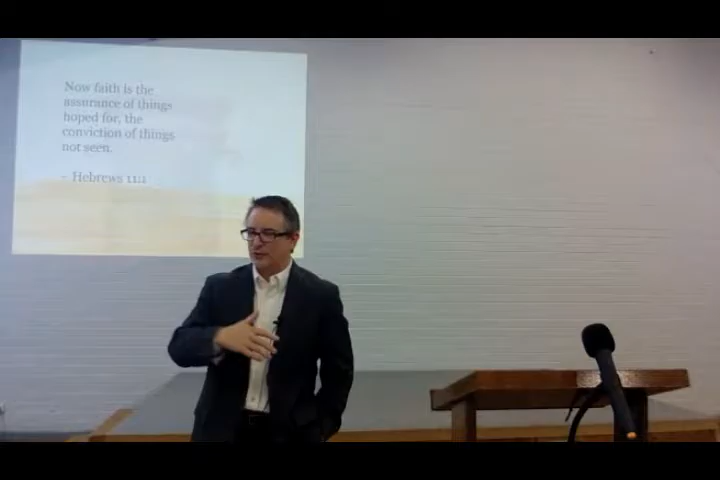 Now faith is the
assurance of things
hoped for, the
conviction of things
not seen.
– Hebrews 11:1